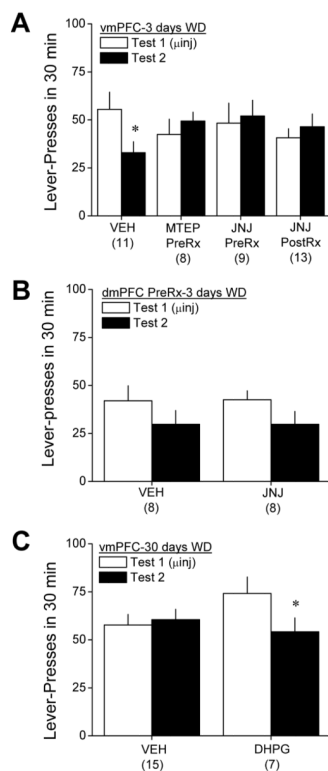 A
vmPFC-3 days WD
Test 1 (μinj)
Test 2
Lever-Presses in 30 min
100
75
50
25
0
*
VEH
(11)
MTEP
PreRx
(8)
JNJ
PreRx
(9)
JNJ
PostRx
(13)
B
dmPFC PreRx-3 days WD
Test 1 (μinj)
Test 2
Lever-presses in 30 min
100
75
50
25
0
VEH
(8)
JNJ
(8)
C
vmPFC-30 days WD
Test 1 (μinj)
Test 2
Lever-Presses in 30 min
100
75
50
25
0
*
VEH
(15)
DHPG
(7)